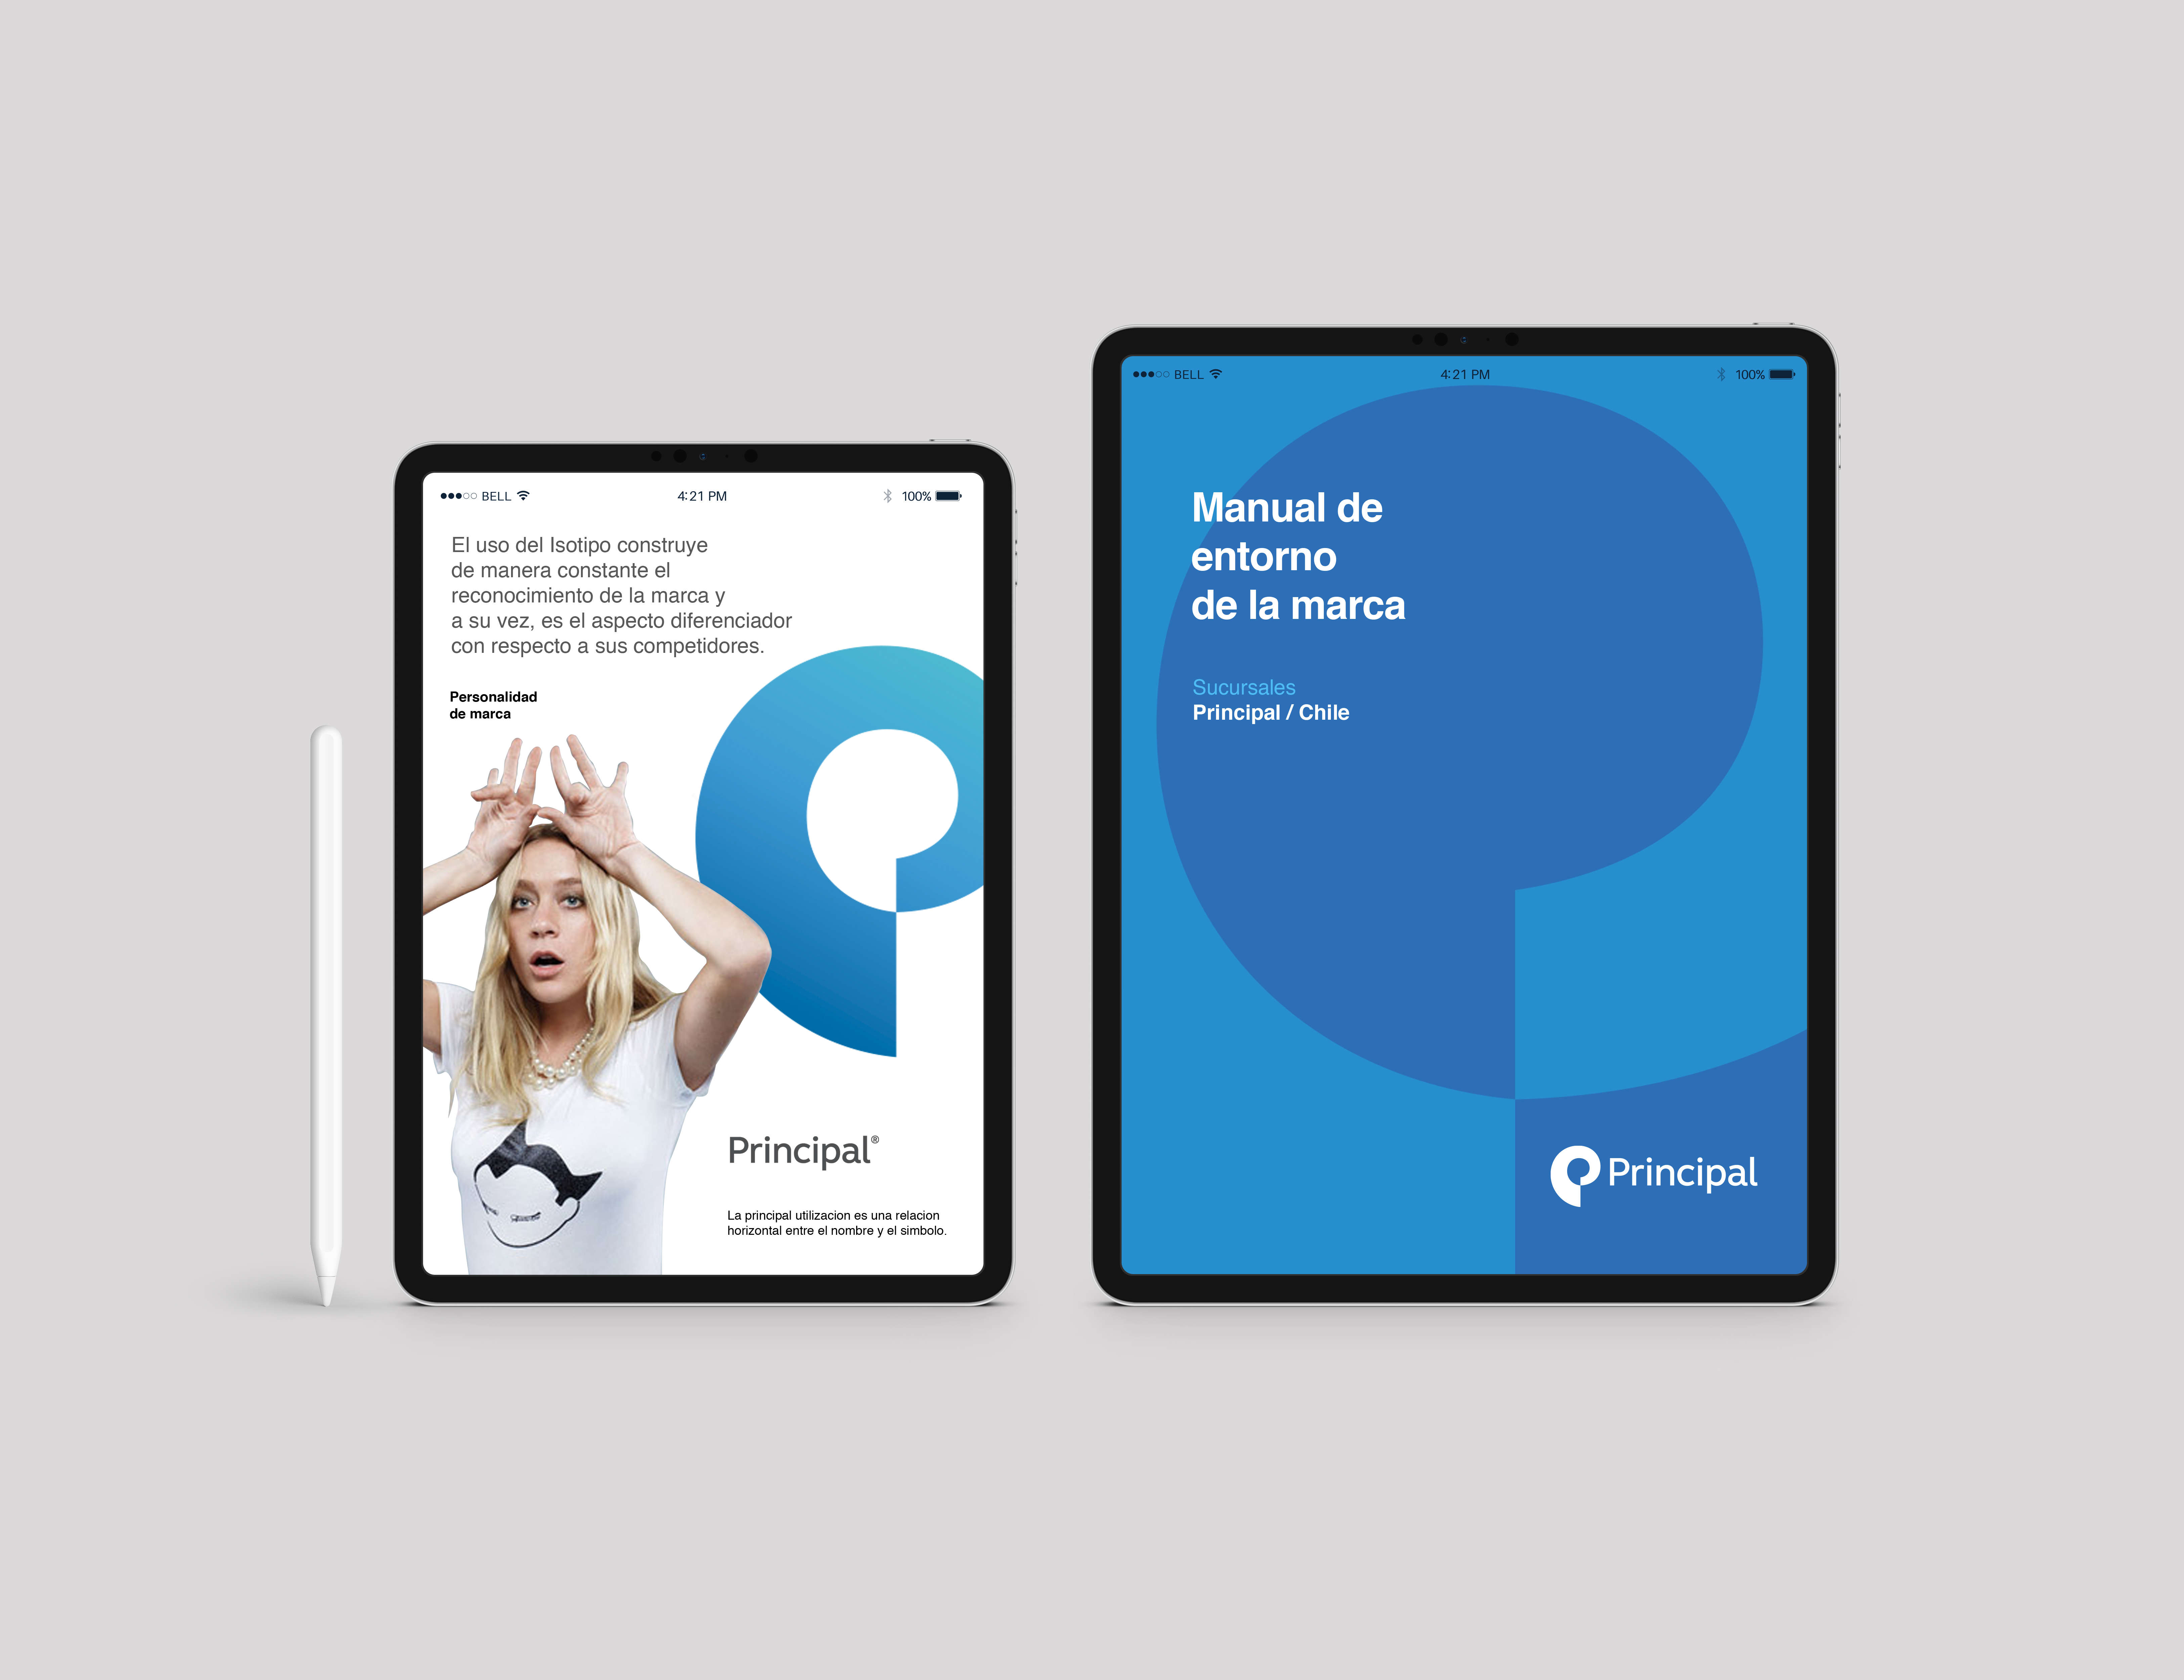 BELL 4:21 PM 100%
El uso del Isotipo construye
de manera constante el
reconocimiento de la marca y
a su vez, es el aspecto diferenciador
con respecto a sus competidores.
Personalidad
de marca
Principal®
La principal utilizacion es una relacion
horizontal entre el nombre y el simbolo.
BELL 4:21 PM 100%
Manual de
entorno
de la marca
Sucursales
Principal / Chile
Principal